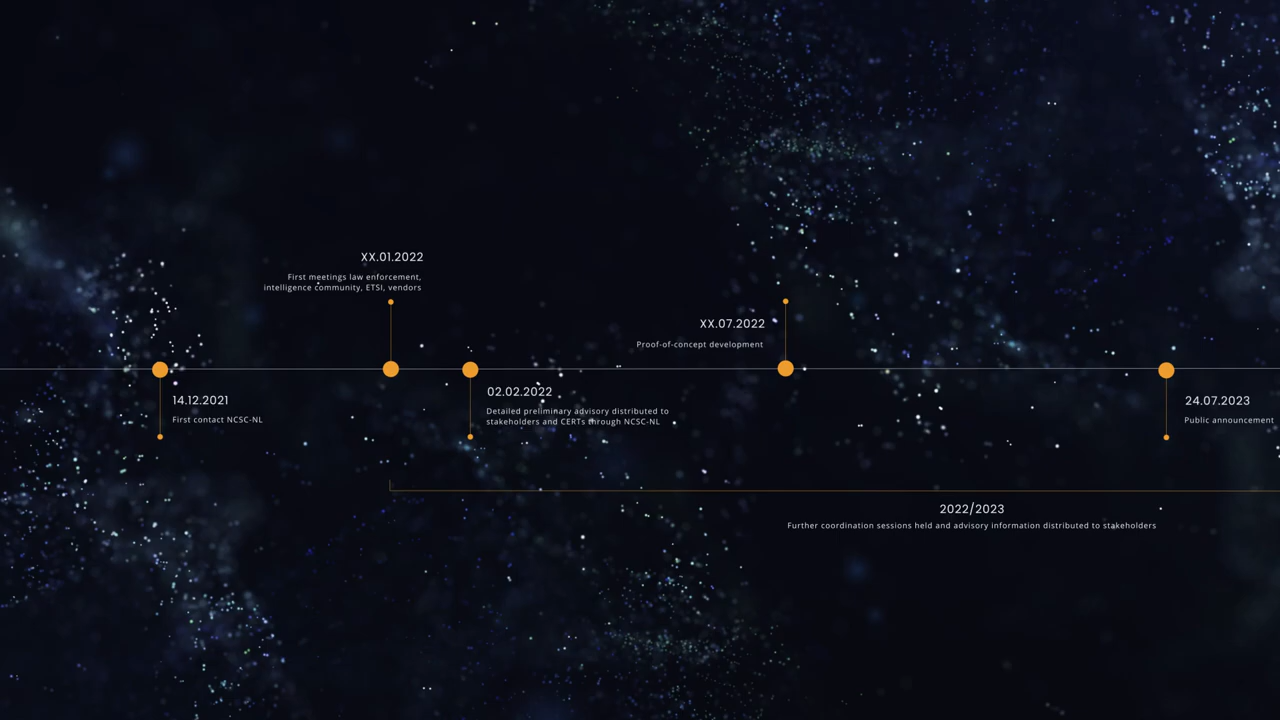 XX.01.2022
First meetings law enforcement,
intelligence community, ETSI, vendors
XX.07.2022
Proof-of-concept development
14.12.2021
First contact NCSC-NL
02.02.2022
Detailed preliminary advisory distributed to
stakeholders and CERTs through NCSC-NL
24.07.2023
Public announcement
2022/2023
Further coordination sessions held and advisory information distributed to stakeholders